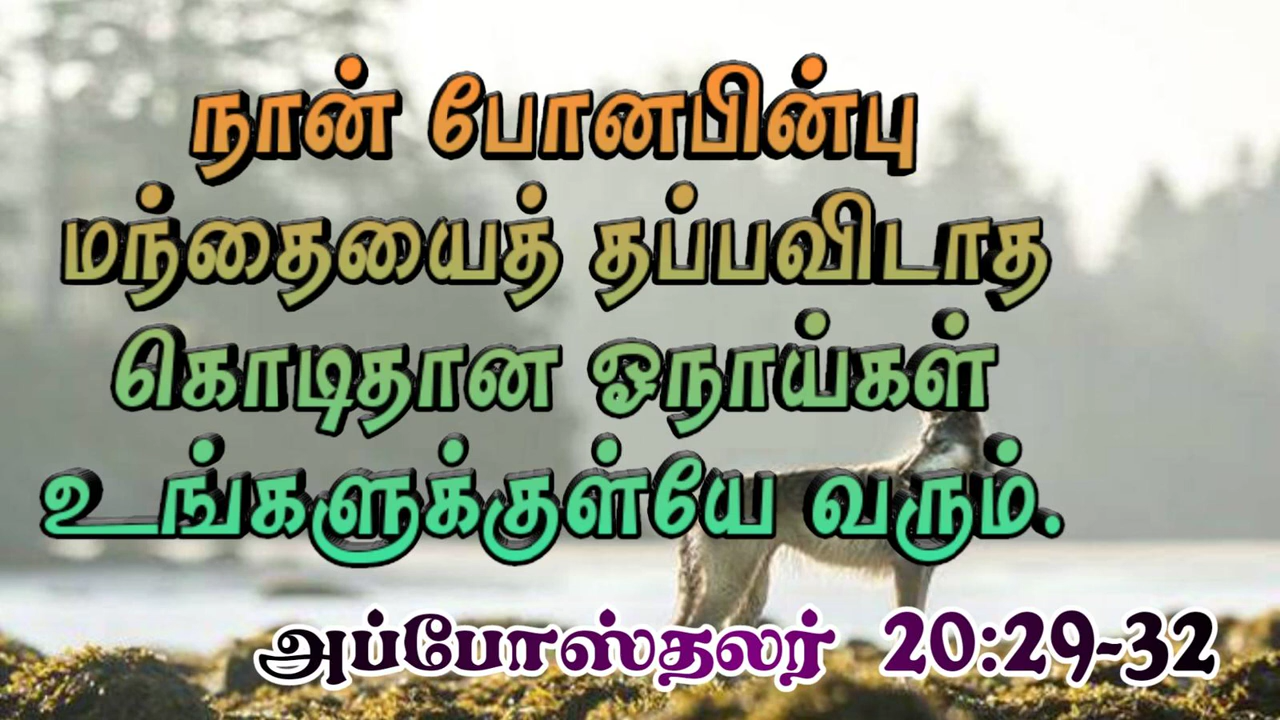 நான் போனபின்பு
மந்தையைத் தப்பவிடாத
கொடிதான ஓநாய்கள்
உங்களுக்குள்யே வரும்.
அப்போஸ்தலர் 20:29-32